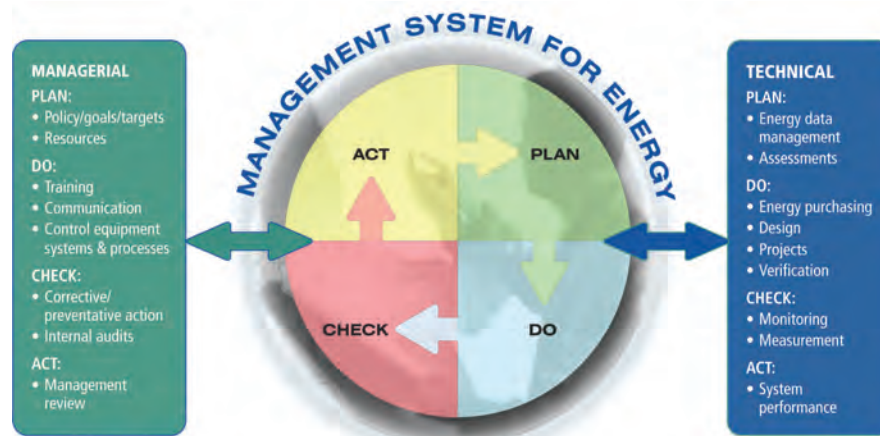 MANAGEMENT SYSTEM FOR ENERGY
MANAGERIAL
PLAN:
• Policy/goals/targets
• Resources
DO:
• Training
• Communication
• Control equipment
systems & processes
CHECK:
• Corrective/
preventative action
• Internal audits
ACT:
• Management
review
ACT
PLAN
CHECK
DO
TECHNICAL
PLAN:
• Energy data
management
• Assessments
DO:
• Energy purchasing
• Design
• Projects
• Verification
CHECK:
• Monitoring
• Measurement
ACT:
• System
performance